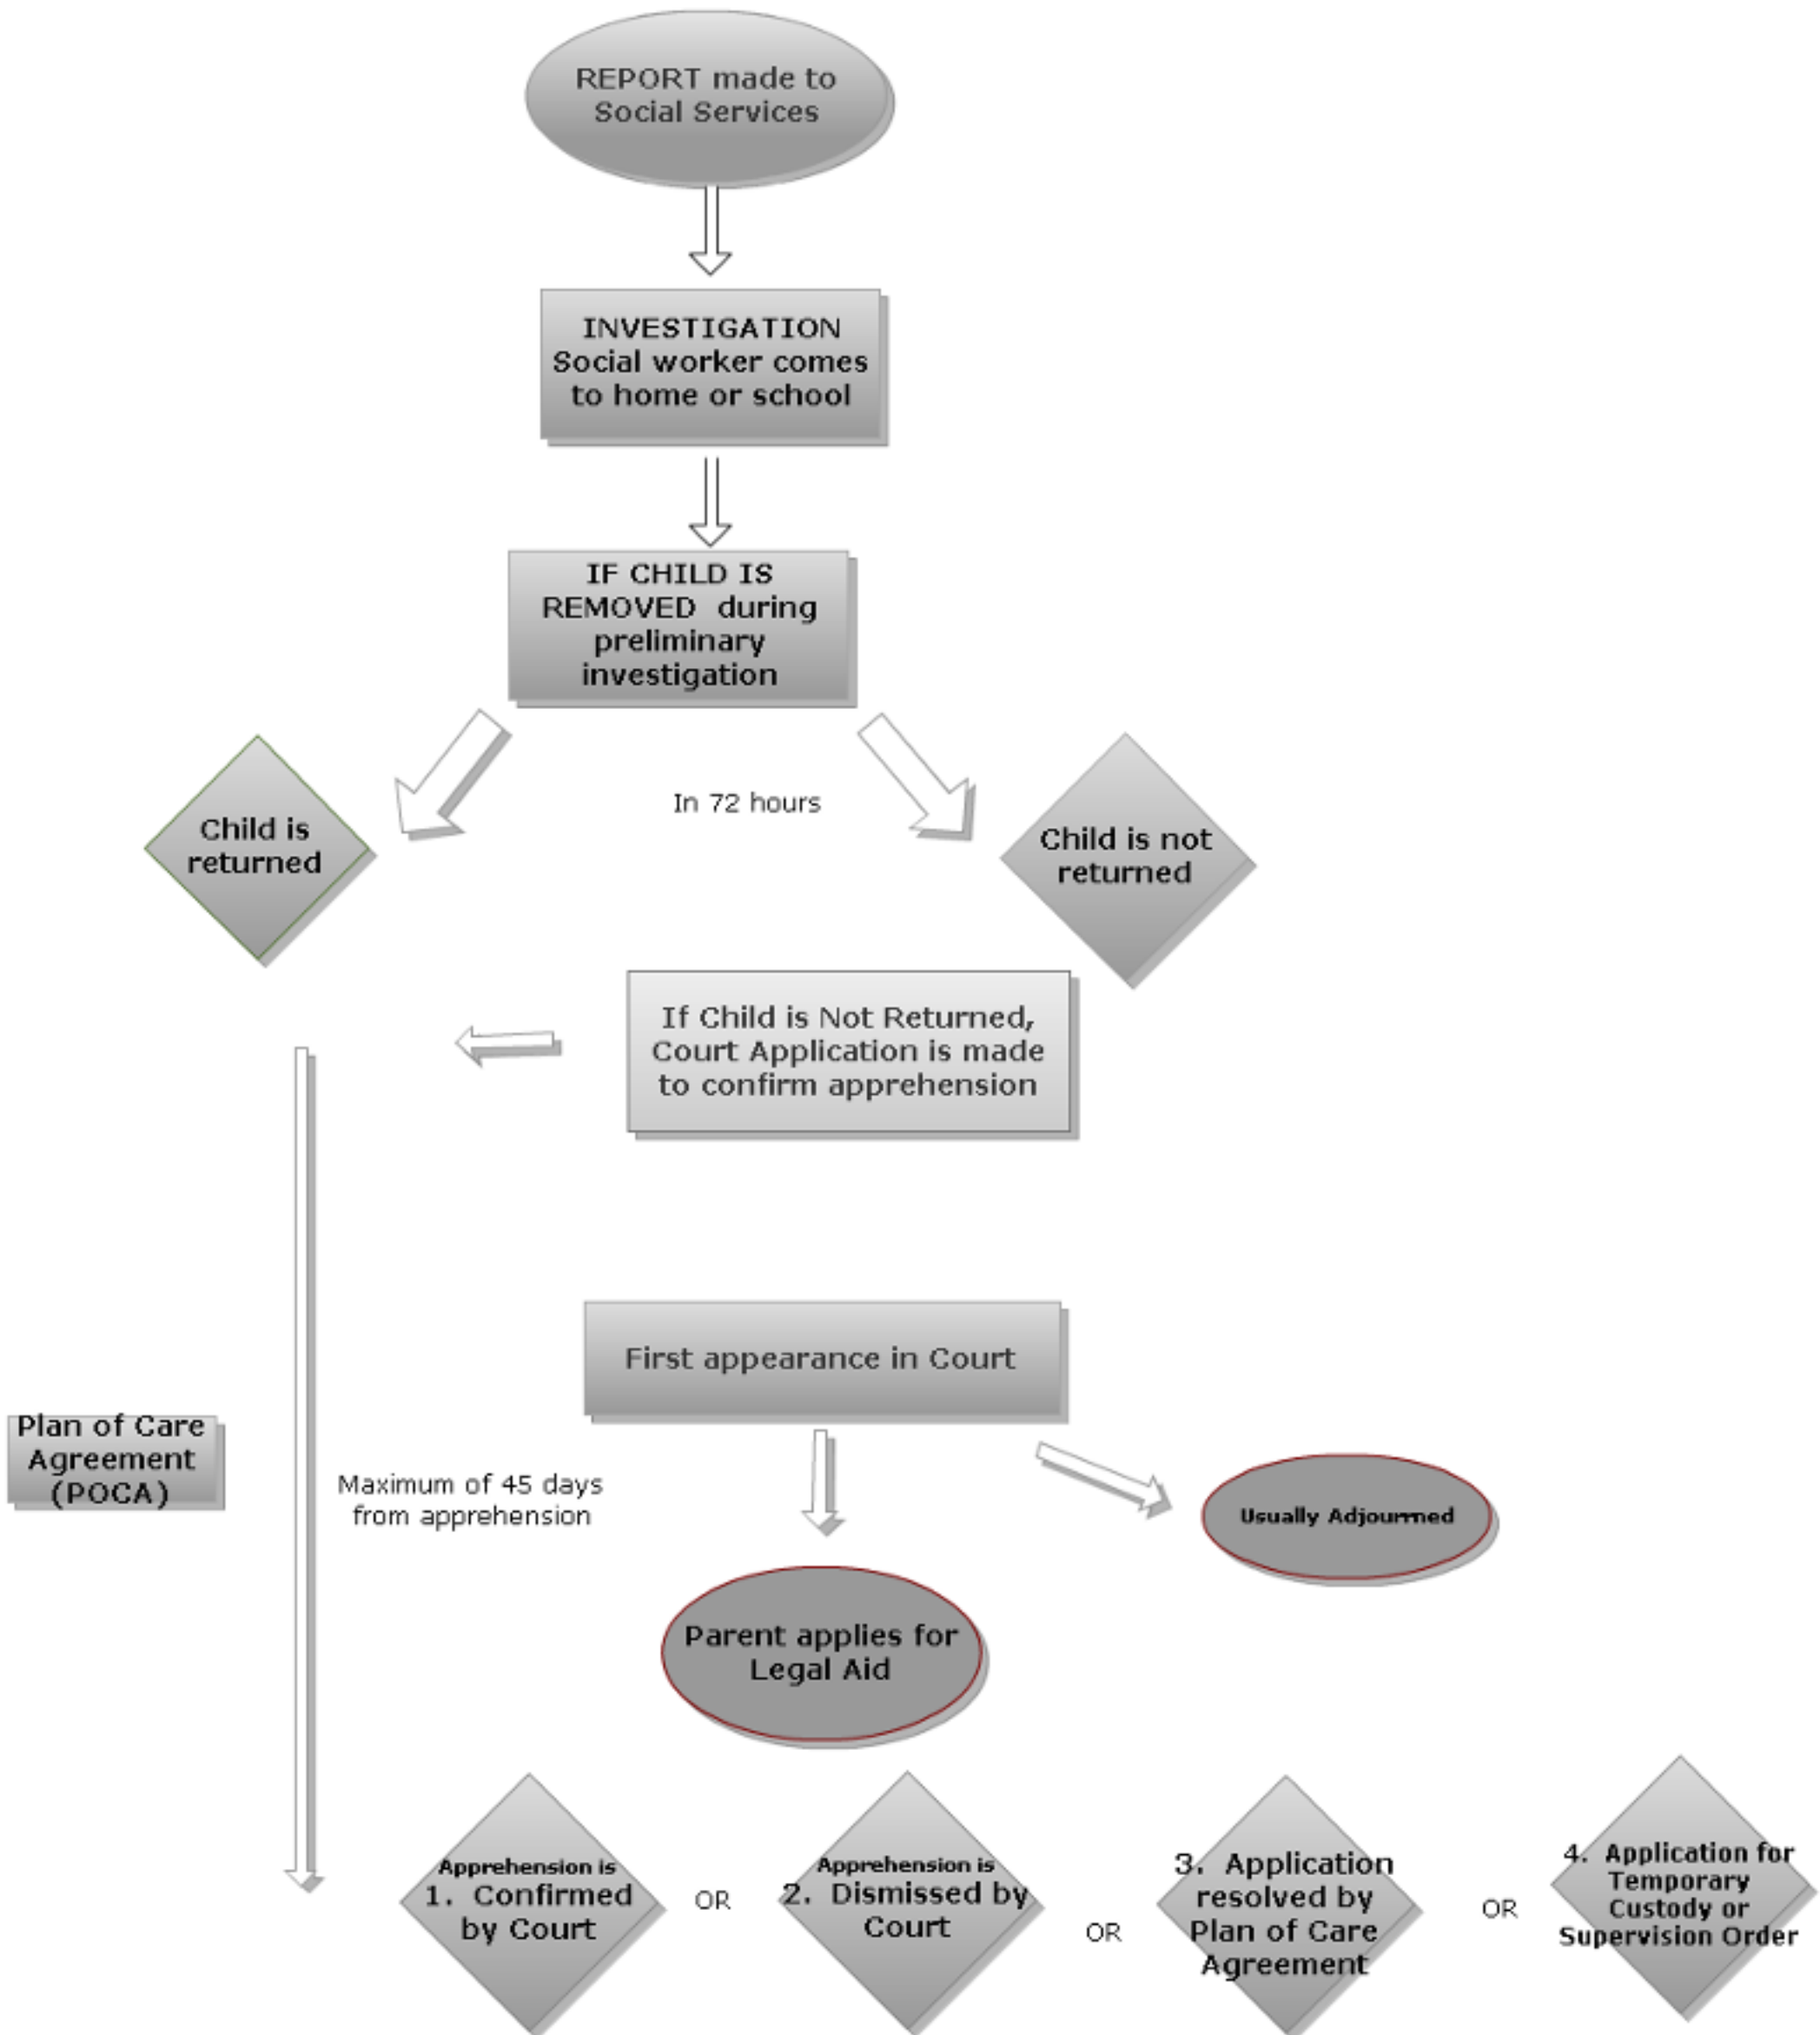 REPORT made to
Social Services
INVESTIGATION
Social worker comes
to home or school
IF CHILD IS
REMOVED during
preliminary
investigation
In 72 hours
Child is
returned
Child is not
returned
If Child is Not Returned,
Court Application is made
to confirm apprehension
First appearance in Court
Plan of Care
Agreement
(POCA)
Maximum of 45 days
from apprehension
Usually Adjourmned
Parent applies for
Legal Aid
Apprehension is
1. Confirmed
by Court
OR
Apprehension is
2. Dismissed by
Court
OR
3. Application
resolved by
Plan of Care
Agreement
OR
4. Application for
Temporary
Custody or
Supervision Order